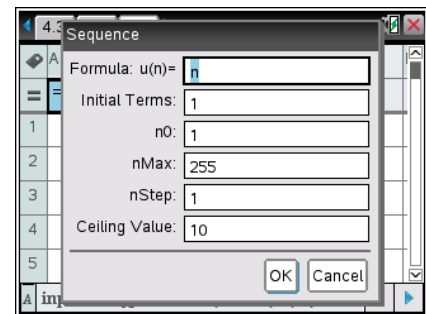 4.3
Sequence
A
Formula: u(n)= n
= =
Initial Terms: 1
1
n0: 1
2
nMax: 255
3
nStep: 1
4
Ceiling Value: 10
5
OK Cancel
A